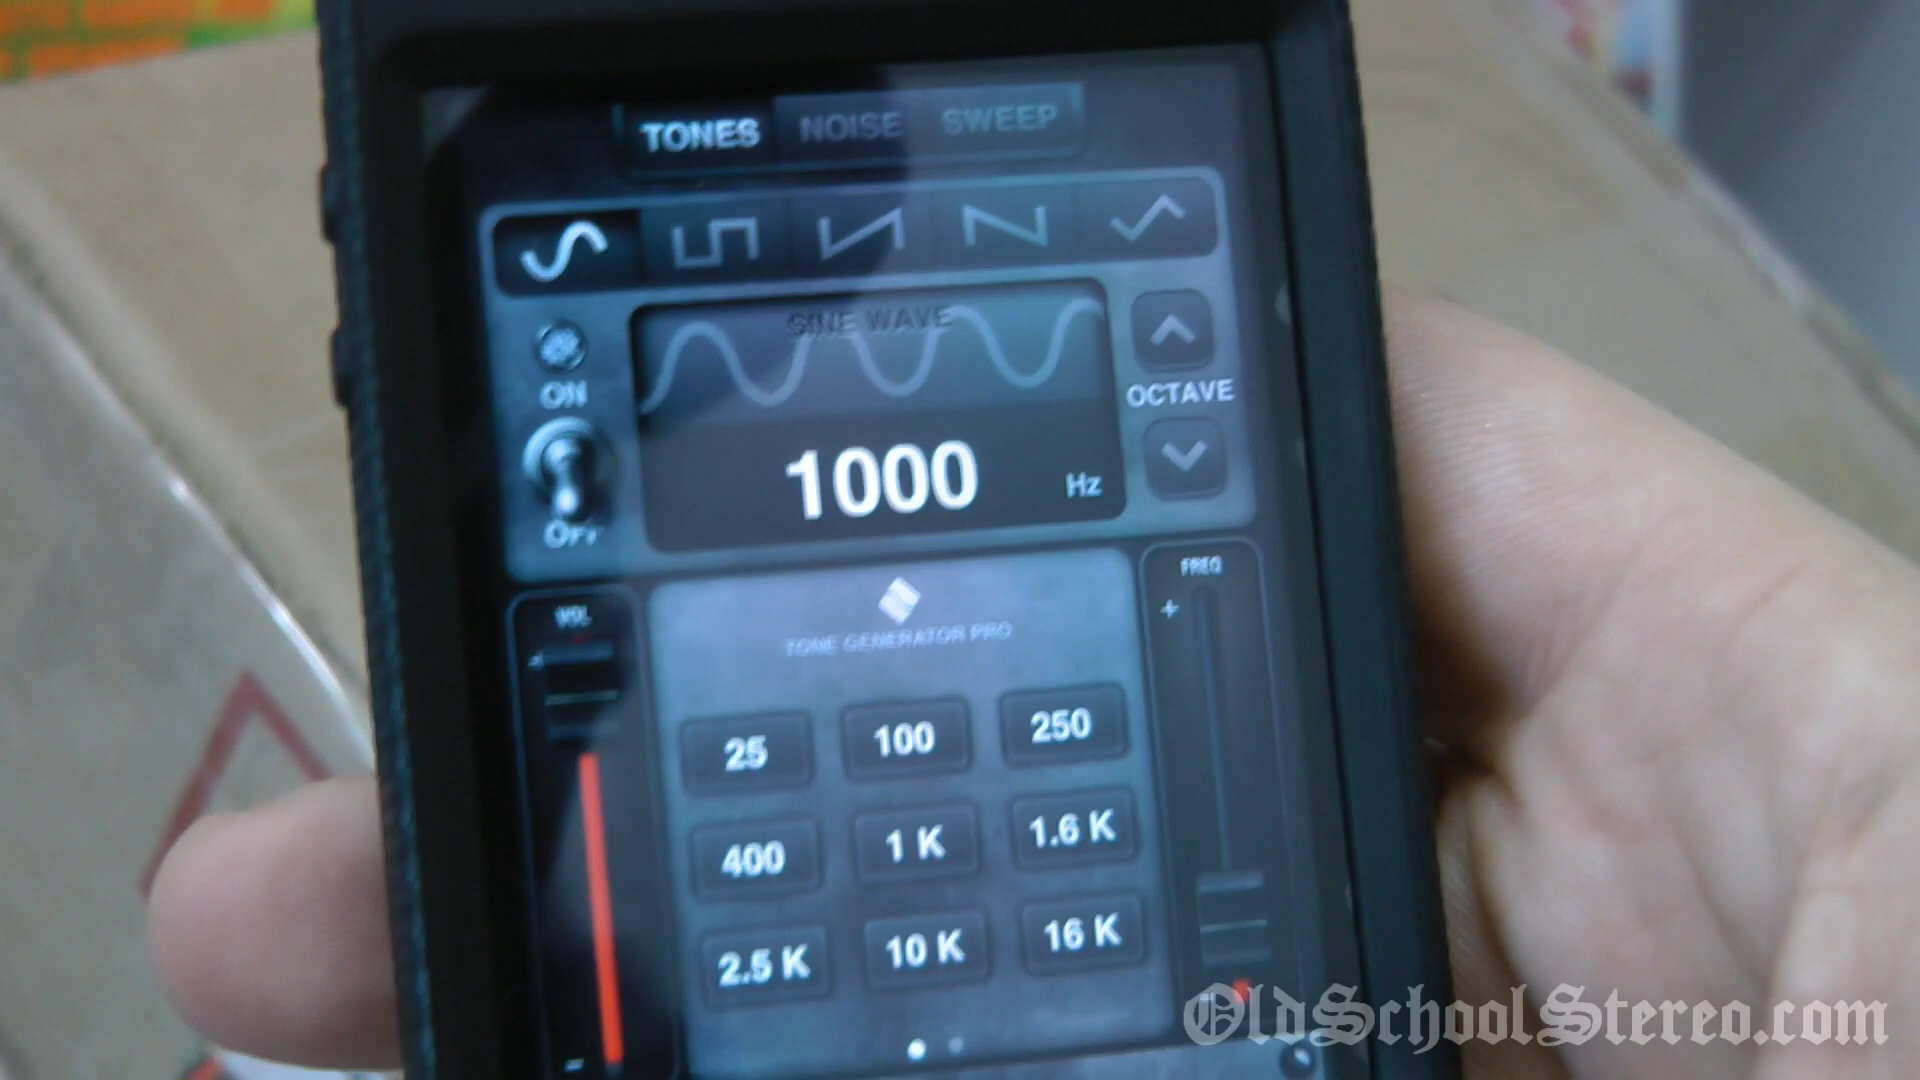 TONES NOISE SWEEP
SINE WAVE
ON
OFF
1000 Hz
OCTAVE
VOL
FREQ
+
TONE GENERATOR PRO
25 100 250
400 1 K 1.6 K
2.5 K 10 K 16 K
-
OldSchoolStereo.com